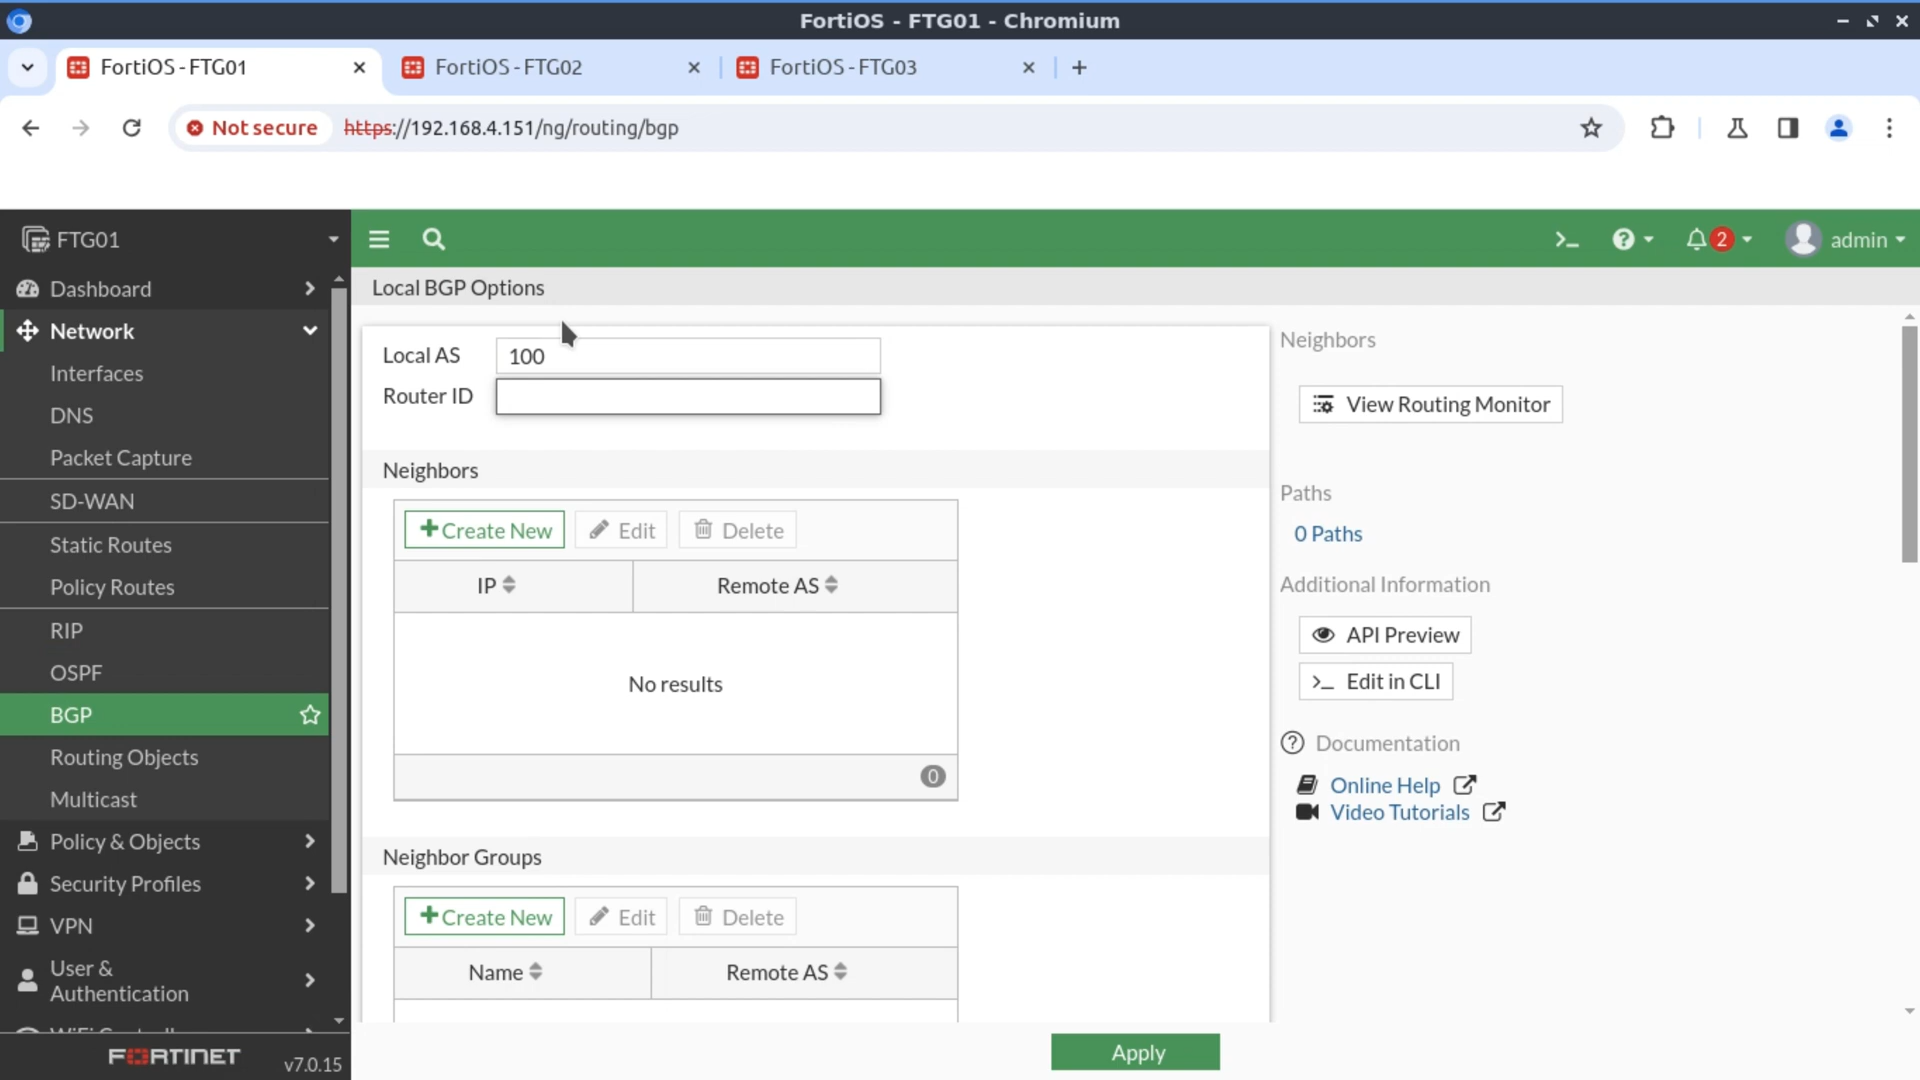 FortiOS - FTG01 - Chromium
FortiOS - FTG01
FortiOS - FTG02
FortiOS - FTG03
Not secure
https://192.168.4.151/ng/routing/bgp
FTG01
2
admin
Dashboard
Network
Interfaces
DNS
Packet Capture
SD-WAN
Static Routes
Policy Routes
RIP
OSPF
BGP
Routing Objects
Multicast
Policy & Objects
Security Profiles
VPN
User &
Authentication
FORTINET
v7.0.15
Local BGP Options
Local AS
100
Router ID
Neighbors
+Create New
Edit
Delete
IP
Remote AS
No results
0
Neighbor Groups
+Create New
Edit
Delete
Name
Remote AS
Apply
Neighbors
View Routing Monitor
Paths
0 Paths
Additional Information
API Preview
>_ Edit in CLI
Documentation
Online Help
Video Tutorials